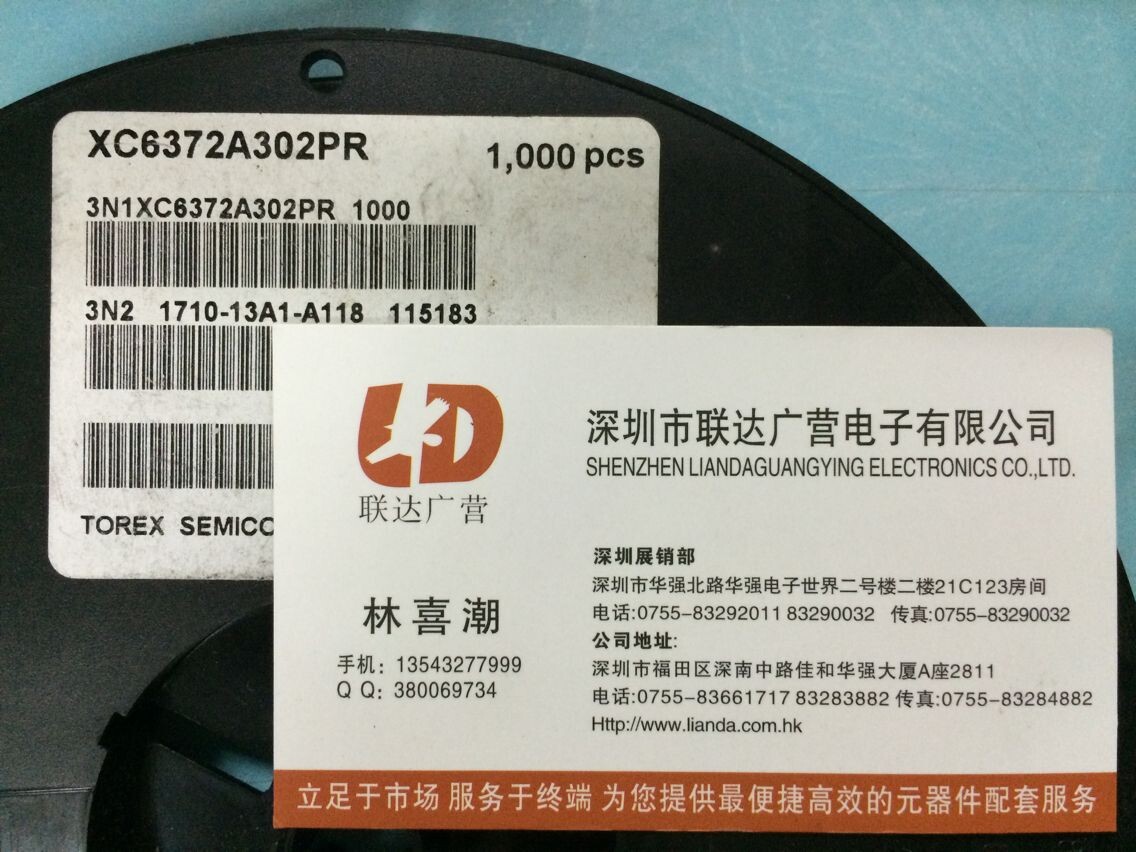 XC6372A302PR
1,000 pcs
3N1XC6372A302PR 1000
3N2 1710-13A1-A118 115183
TOREX
LD
联达广营
深圳市联达广营电子有限公司
SHENZHEN LIANDAGUANGYING ELECTRONICS CO.,LTD.
林喜潮
手机：13543277999
Q Q：380069734
深圳展销部
深圳市华强北路华强电子世界二号楼二楼21C123房间
电话:0755-83292011 83290032 传真:0755-83290032
公司地址:
深圳市福田区深南中路佳和华强大厦A座2811
电话:0755-83661717 83283882 传真:0755-83284882
Http://www.lianda.com.hk
立足于市场 服务于终端 为您提供最便捷高效的元器件配套服务